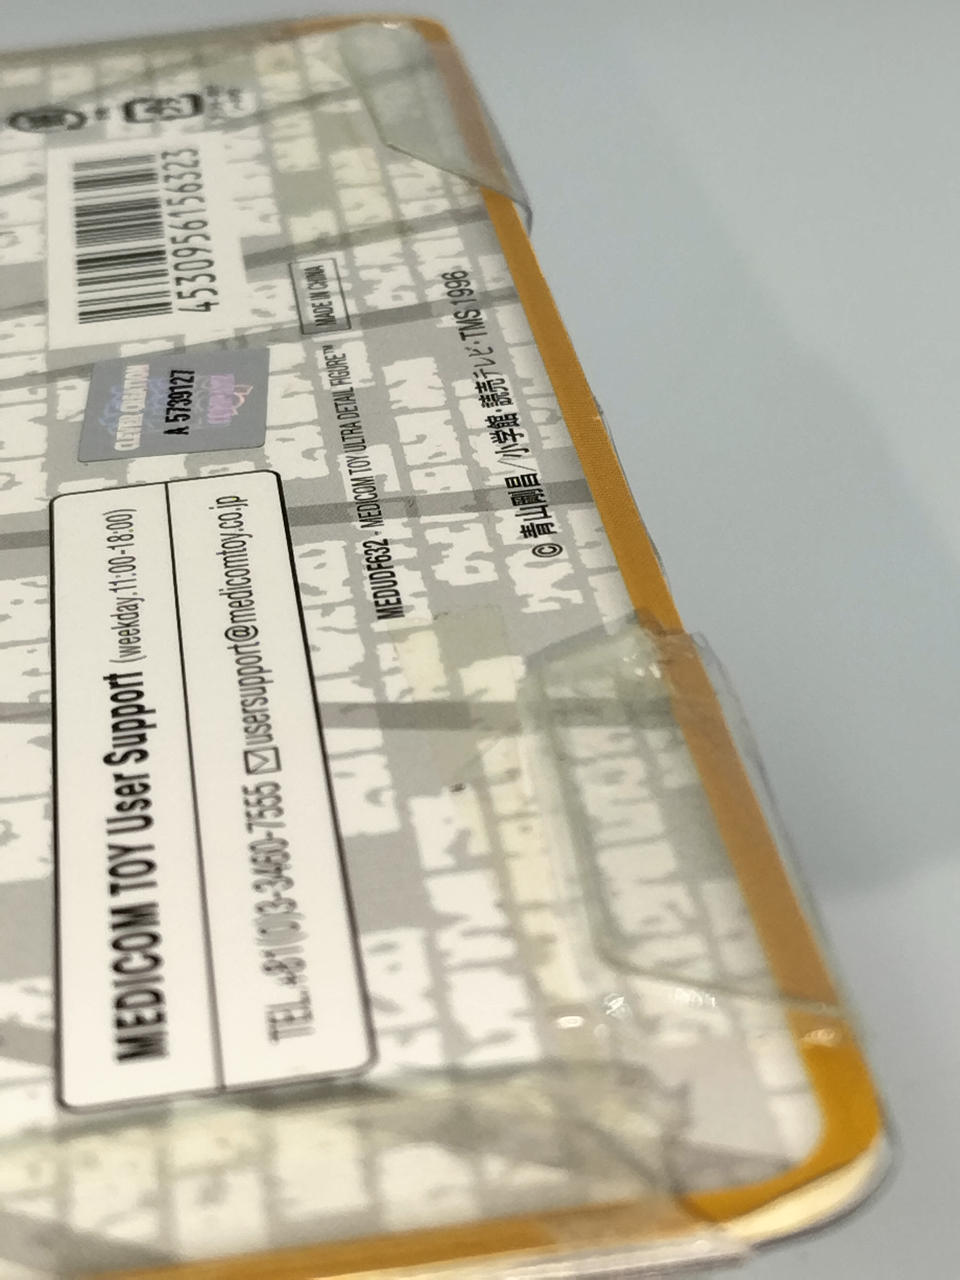 4530956156323
MADE IN CHINA
CLEVER CREATION
A 5739127
MEDICOM TOY User Support (weekday.11:00-18:00)
TEL.+81(0)3-3460-7555 usersupport@medicomtoy.co.jp
MEDUDF632・MEDICOM TOY ULTRA DETAIL FIGURE™
©青山剛昌/小学館・読売テレビ・TMS 1996